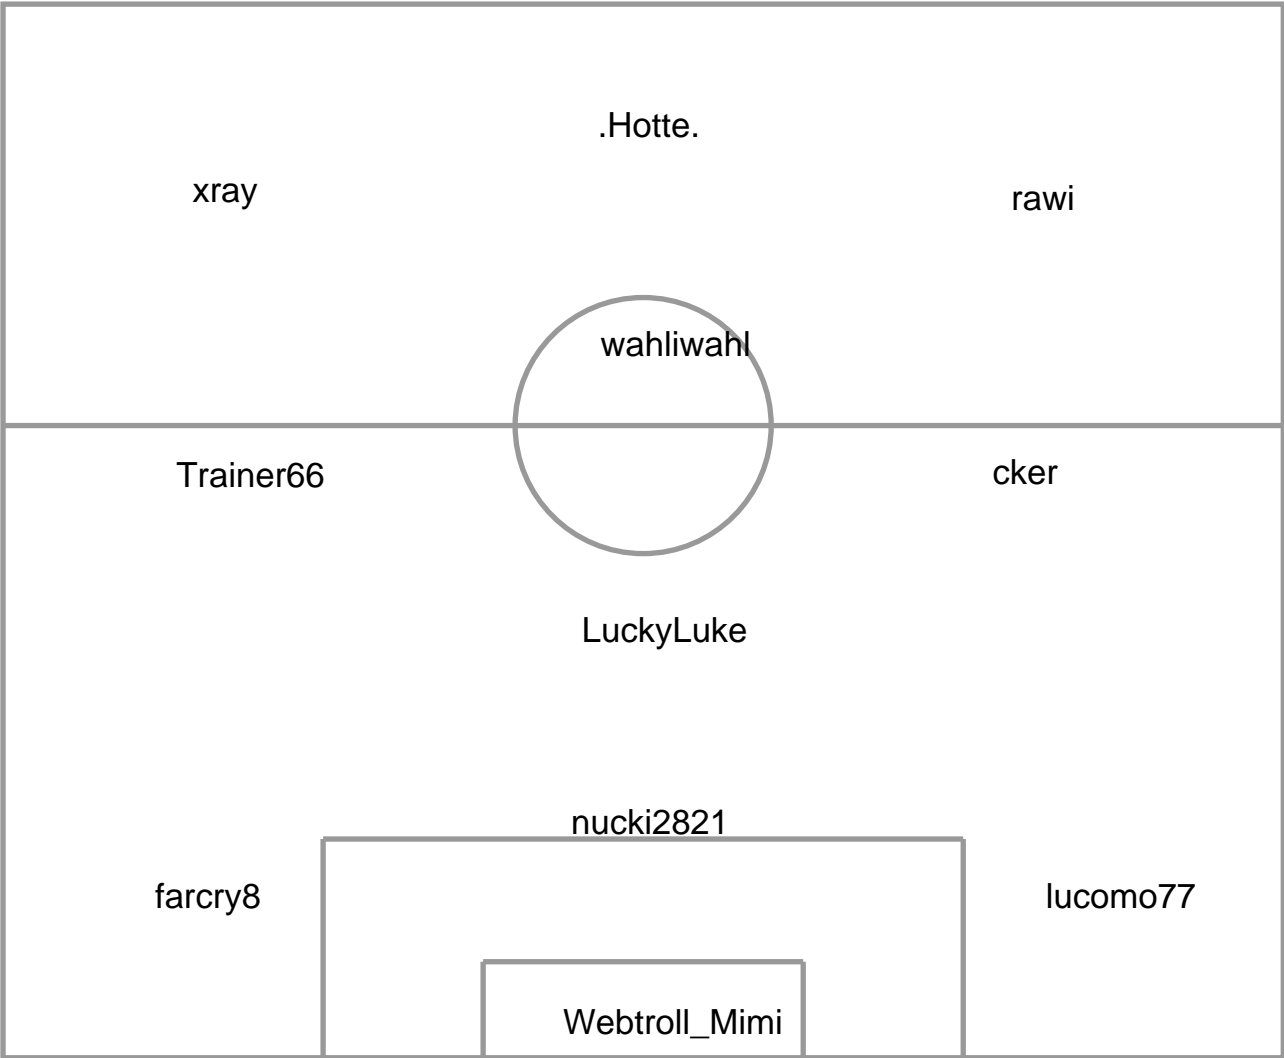 .Hotte.
xray
rawi
wahliwahl
Trainer66
cker
LuckyLuke
nucki2821
farcry8
lucomo77
Webtroll_Mimi